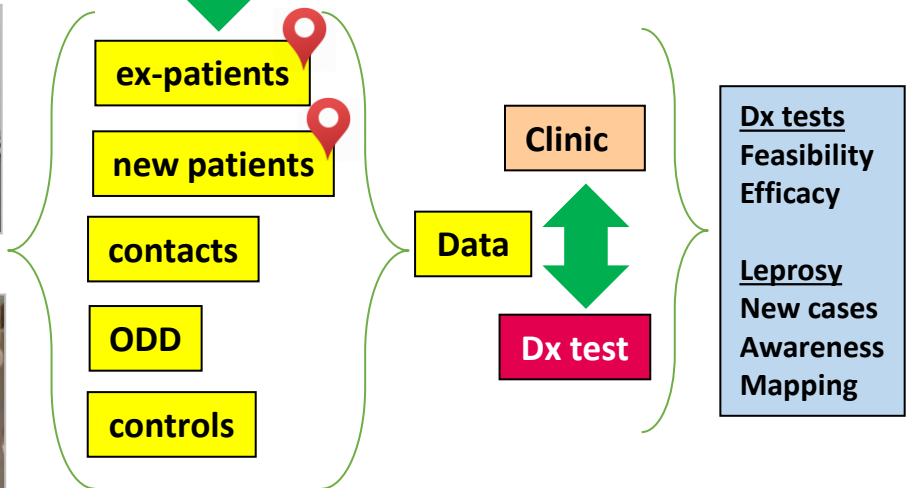 ex-patients
new patients
contacts
ODD
controls
Data
Clinic
Dx test
Dx tests
Feasibility
Efficacy
Leprosy
New cases
Awareness
Mapping